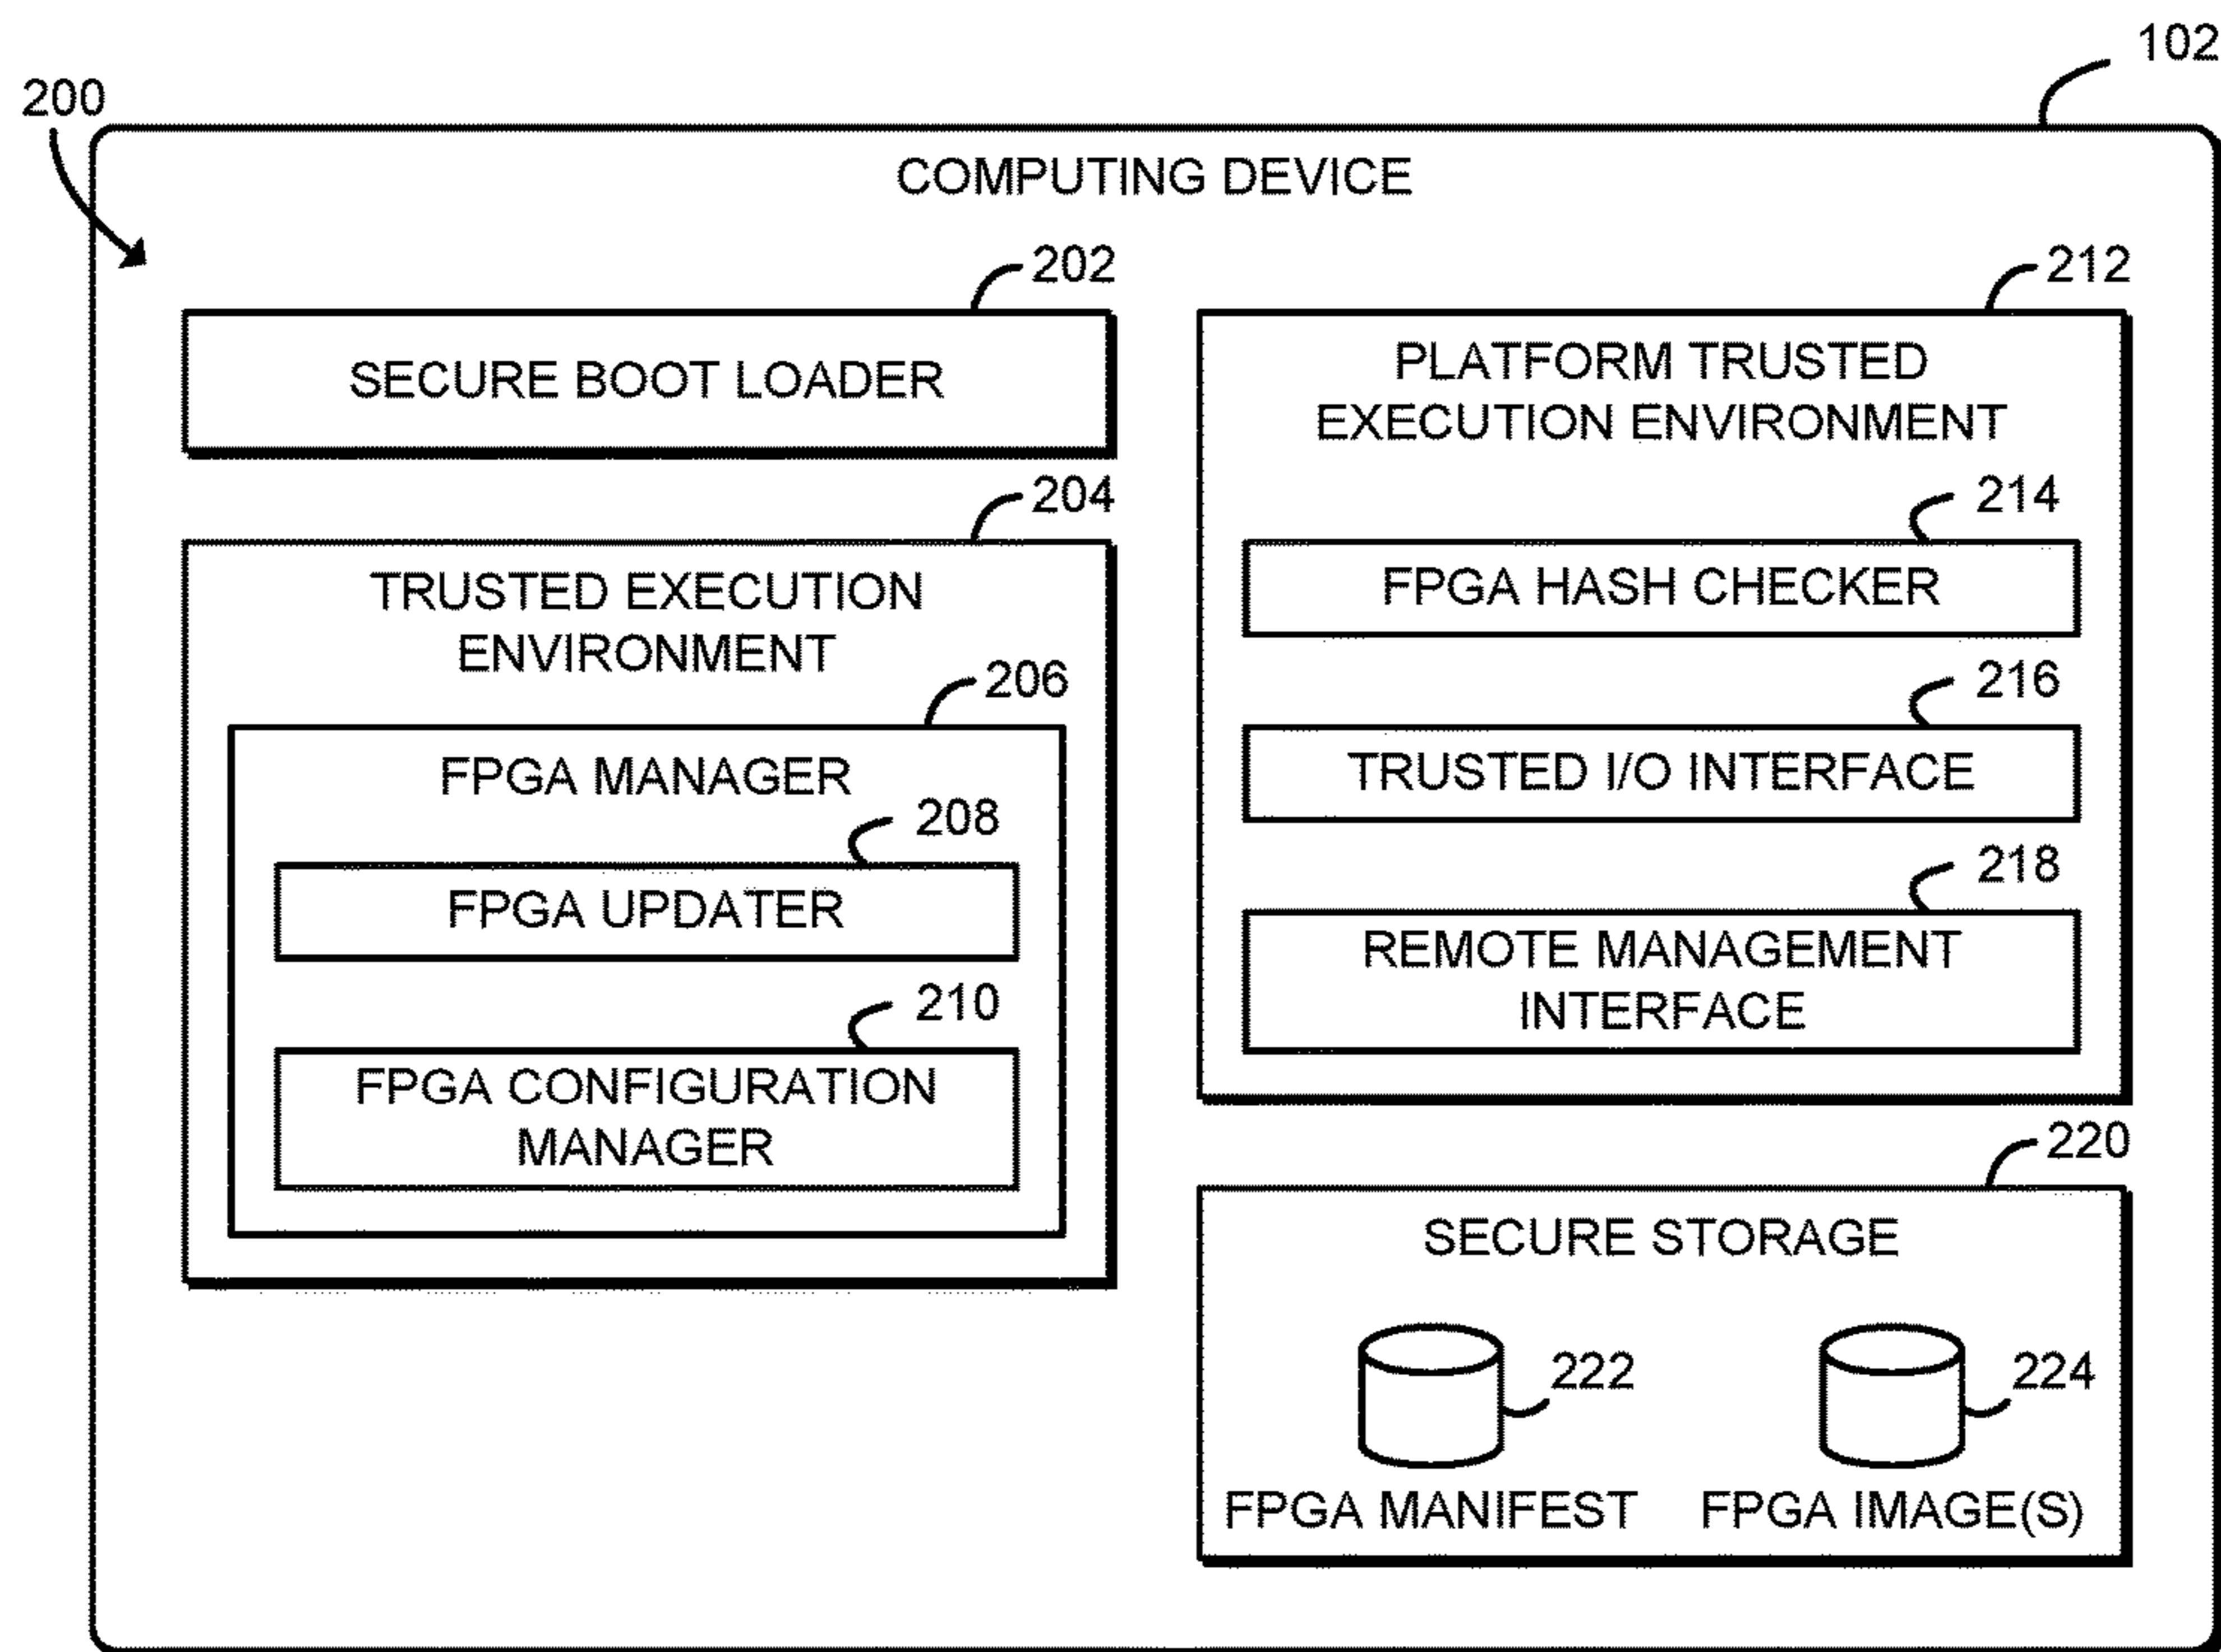 102
200
COMPUTING DEVICE
202
SECURE BOOT LOADER
204
TRUSTED EXECUTION
ENVIRONMENT
206
FPGA MANAGER
208
FPGA UPDATER
210
FPGA CONFIGURATION
MANAGER
212
PLATFORM TRUSTED
EXECUTION ENVIRONMENT
214
FPGA HASH CHECKER
216
TRUSTED I/O INTERFACE
218
REMOTE MANAGEMENT
INTERFACE
220
SECURE STORAGE
222
224
FPGA MANIFEST
FPGA IMAGE(S)